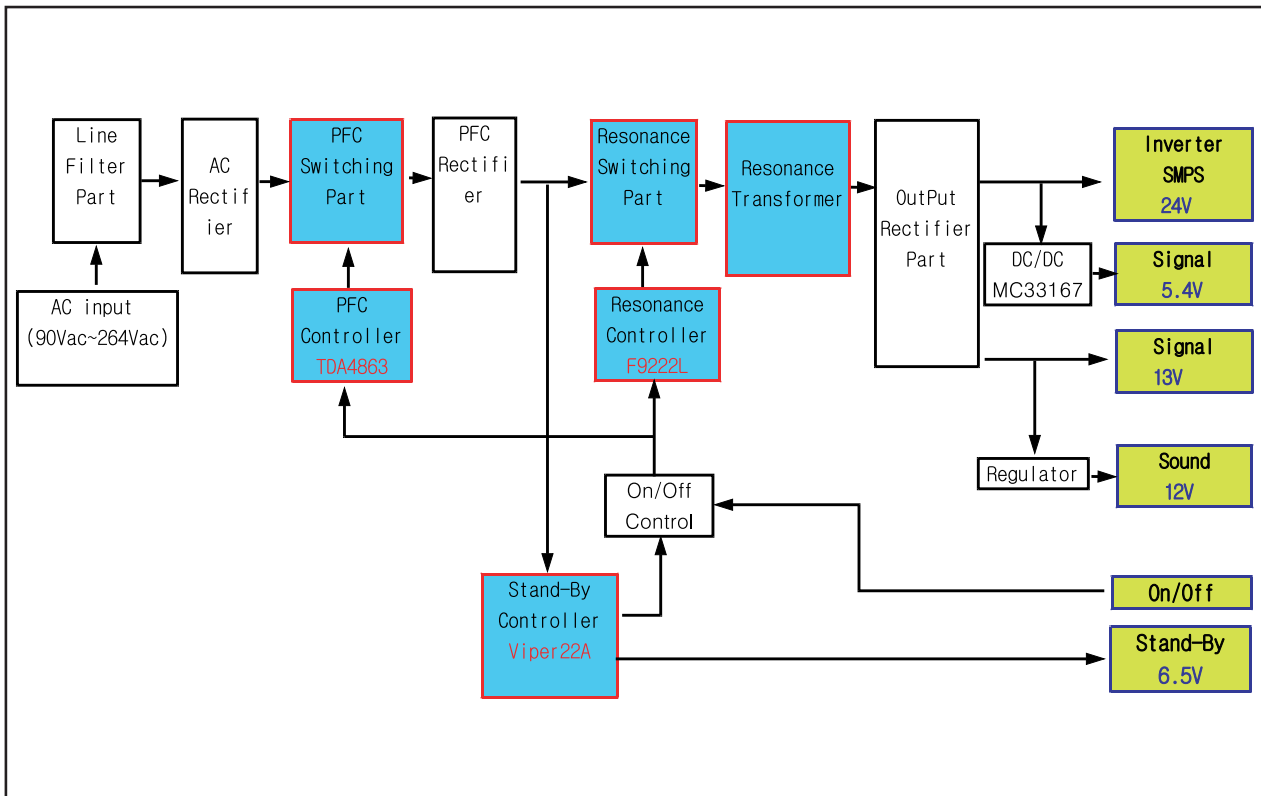 Line
Filter
Part
AC
Rectif
ier
PFC
Switching
Part
PFC
Rectifi
er
Resonance
Switching
Part
Resonance
Transformer
OutPut
Rectifier
Part
Inverter
SMPS
24V
DC/DC
MC33167
Signal
5.4V
AC input
(90Vac~264Vac)
PFC
Controller
TDA4863
Resonance
Controller
F9222L
Signal
13V
Regulator
Sound
12V
On/Off
Control
Stand-By
Controller
Viper22A
On/Off
Stand-By
6.5V